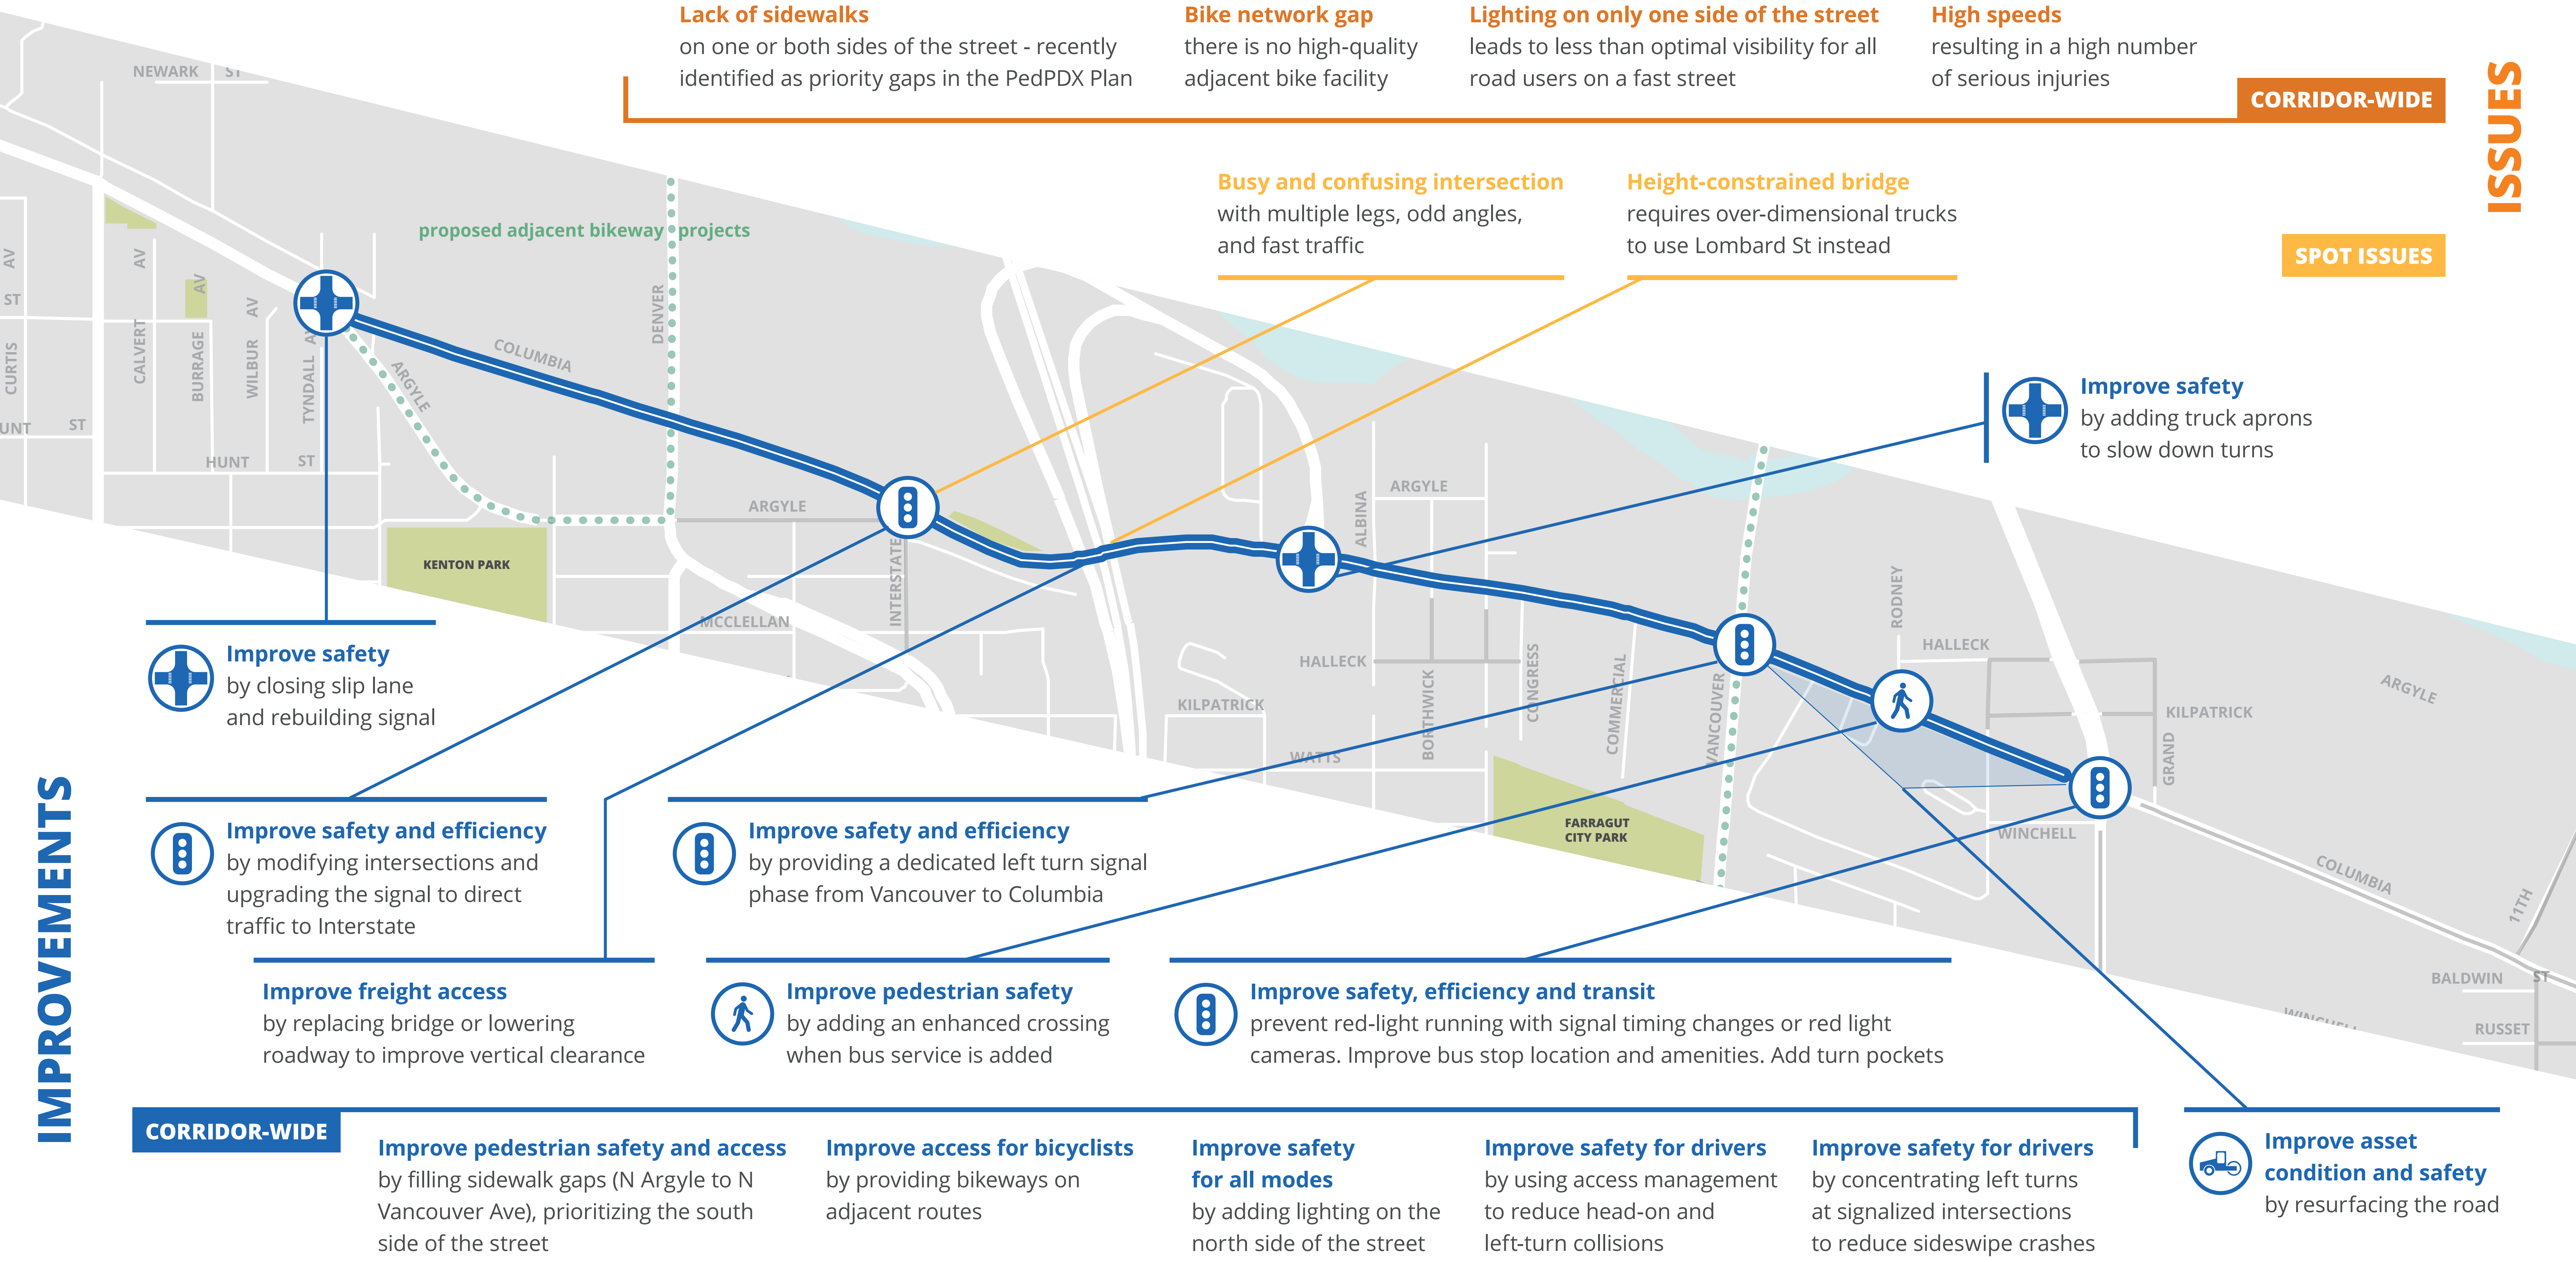 Lack of sidewalks
on one or both sides of the street - recently
identified as priority gaps in the PedPDX Plan
Bike network gap
there is no high-quality
adjacent bike facility
Lighting on only one side of the street
leads to less than optimal visibility for all
road users on a fast street
High speeds
resulting in a high number
of serious injuries
CORRIDOR-WIDE
ISSUES
Busy and confusing intersection
with multiple legs, odd angles,
and fast traffic
Height-constrained bridge
requires over-dimensional trucks
to use Lombard St instead
SPOT ISSUES
NEWARK ST
proposed adjacent bikeway projects
AV
ST
CURTIS
UNT ST
CALVERT AV
BURRAGE AV
WILBUR AV
TYNDALL
HUNT ST
ARGYLE
COLUMBIA
DENVER
KENTON PARK
ARGYLE
INTERSTATE
MCCLELLAN
ALBINA
ARGYLE
HALLECK
KILPATRICK
BORTHWICK
WATTS
CONGRESS
COMMERCIAL
VANCOUVER
FARRAGUT
CITY PARK
RODNEY
HALLECK
KILPATRICK
GRAND
WINCHELL
ARGYLE
COLUMBIA
11TH
BALDWIN ST
RUSSET
WINCHELL
Improve safety
by adding truck aprons
to slow down turns
IMPROVEMENTS
Improve safety
by closing slip lane
and rebuilding signal
Improve safety and efficiency
by modifying intersections and
upgrading the signal to direct
traffic to Interstate
Improve safety and efficiency
by providing a dedicated left turn signal
phase from Vancouver to Columbia
Improve freight access
by replacing bridge or lowering
roadway to improve vertical clearance
Improve pedestrian safety
by adding an enhanced crossing
when bus service is added
Improve safety, efficiency and transit
prevent red-light running with signal timing changes or red light
cameras. Improve bus stop location and amenities. Add turn pockets
CORRIDOR-WIDE
Improve pedestrian safety and access
by filling sidewalk gaps (N Argyle to N
Vancouver Ave), prioritizing the south
side of the street
Improve access for bicyclists
by providing bikeways on
adjacent routes
Improve safety
for all modes
by adding lighting on the
north side of the street
Improve safety for drivers
by using access management
to reduce head-on and
left-turn collisions
Improve safety for drivers
by concentrating left turns
at signalized intersections
to reduce sideswipe crashes
Improve asset
condition and safety
by resurfacing the road